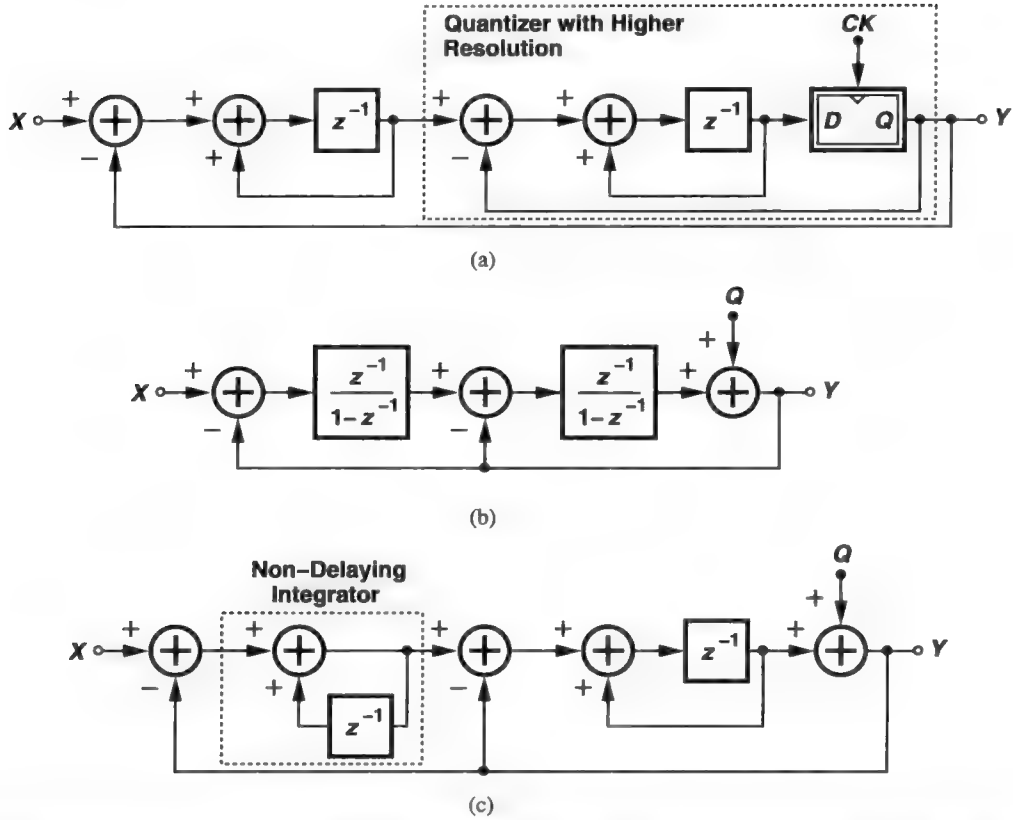 Quantizer with Higher
Resolution
CK
X + − + + z⁻¹ + − + + z⁻¹ D Q Y
(a)
Q
X + − z⁻¹ / 1−z⁻¹ + − z⁻¹ / 1−z⁻¹ + + Y
(b)
Non−Delaying
Integrator
Q
X + − + + z⁻¹ + − + + z⁻¹ + + Y
(c)